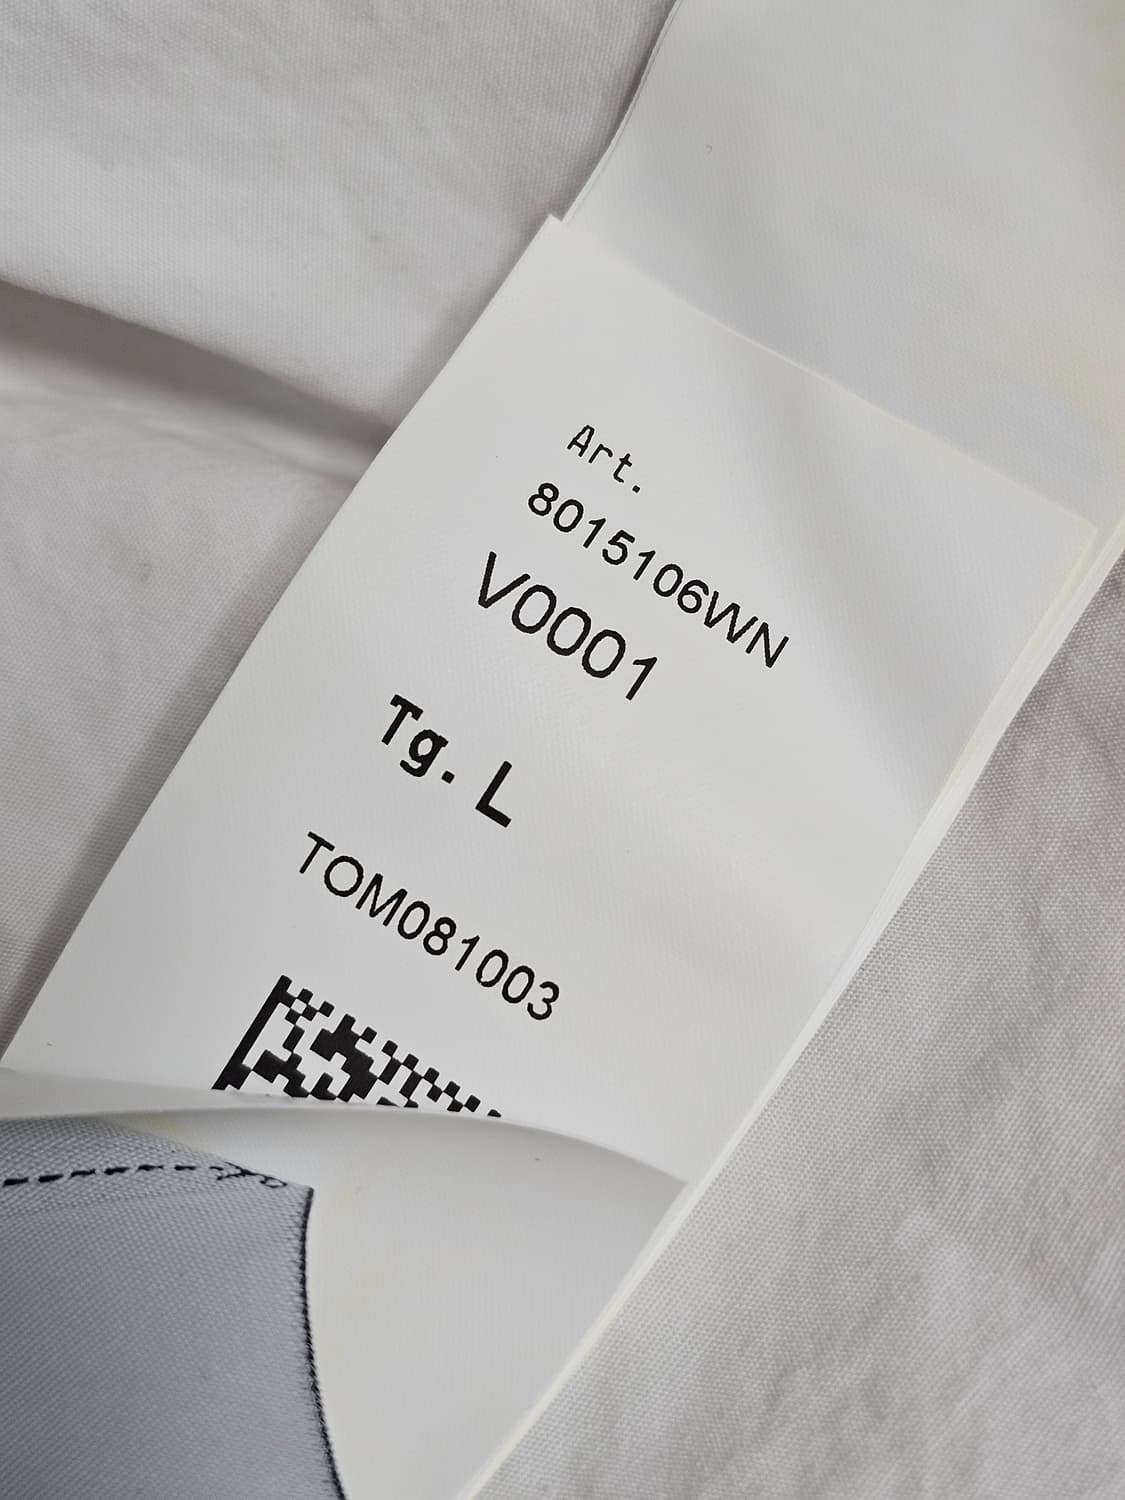 Art.
8015106WN
V0001
Tg. L
TOM081003